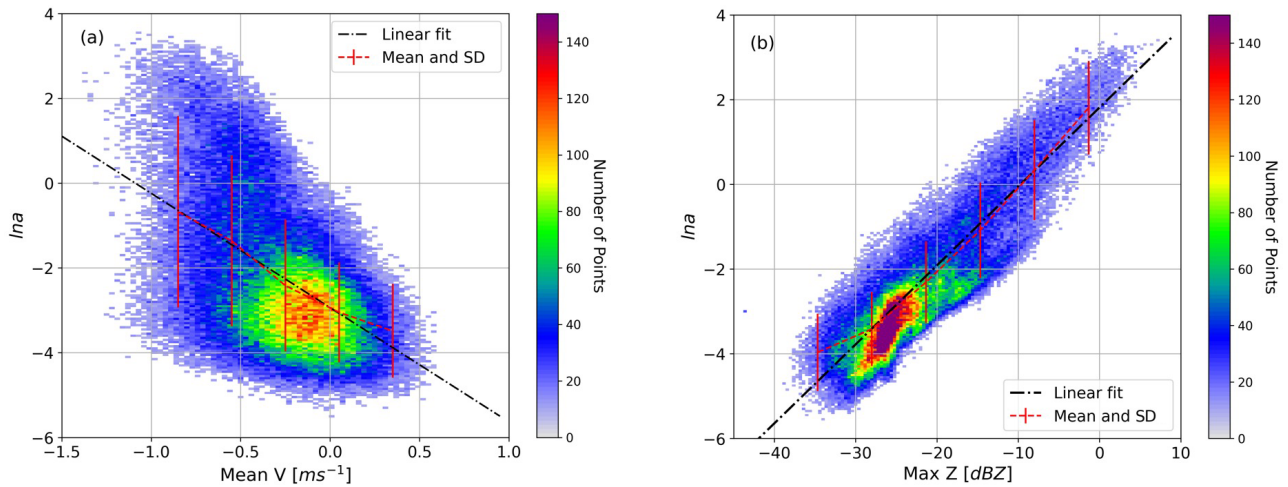 (a)
Linear fit
Mean and SD
4
2
0
−2
−4
−6
lna
−1.5 −1.0 −0.5 0.0 0.5 1.0
Mean V [ms⁻¹]
140
120
100
80
60
40
20
0
Number of Points
(b)
4
2
0
−2
−4
−6
lna
Linear fit
Mean and SD
−40 −30 −20 −10 0 10
Max Z [dBZ]
140
120
100
80
60
40
20
0
Number of Points